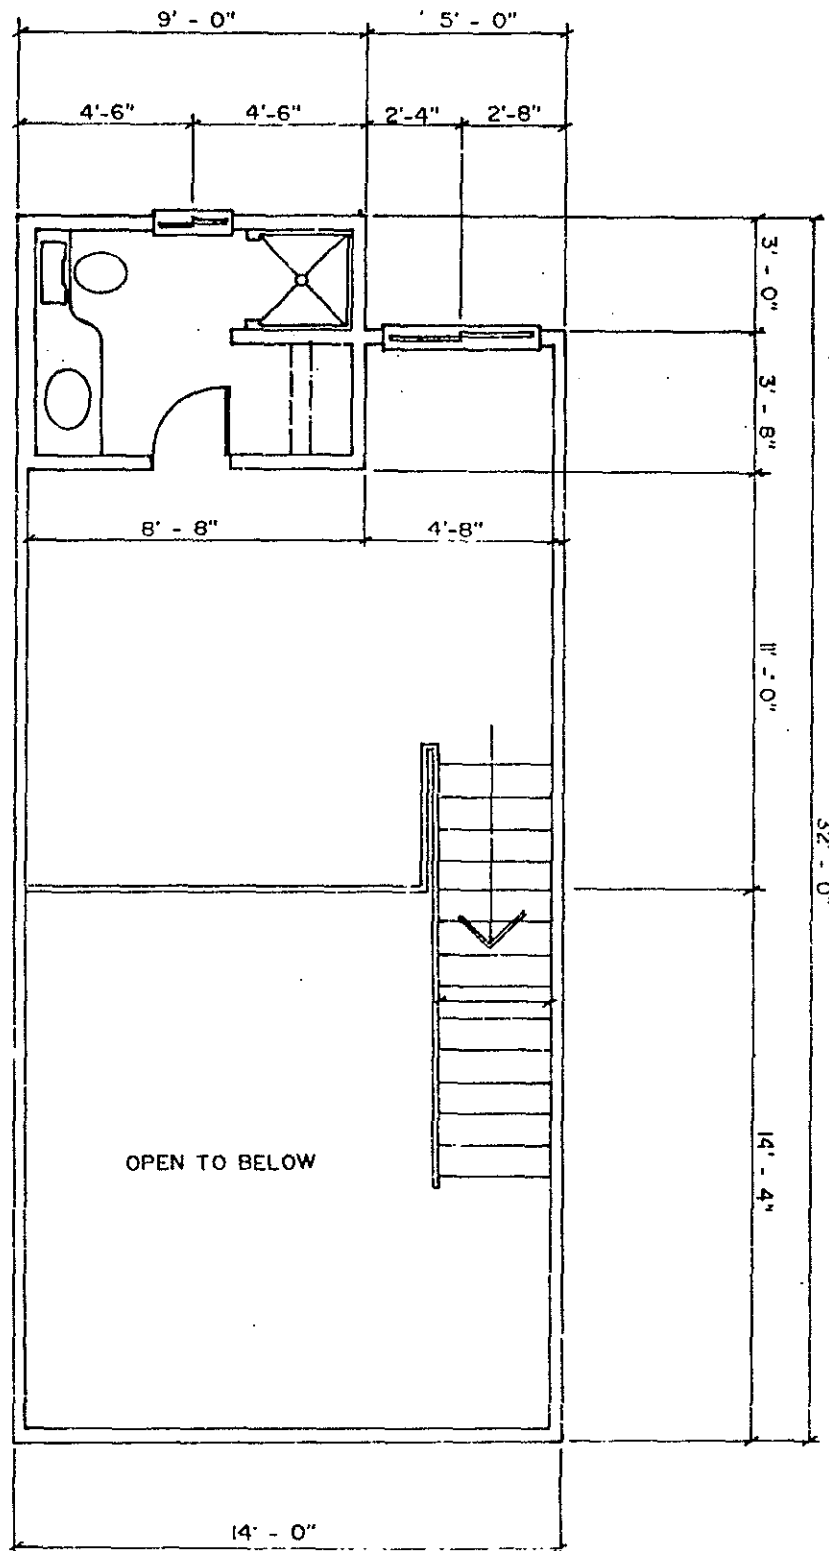 9' - 0"
5' - 0"
4'-6"
4'-6"
2'-4"
2'-8"
3' - 0"
3' - 8"
8' - 8"
4'-8"
11' - 0"
32' - 0"
OPEN TO BELOW
14' - 4"
14' - 0"